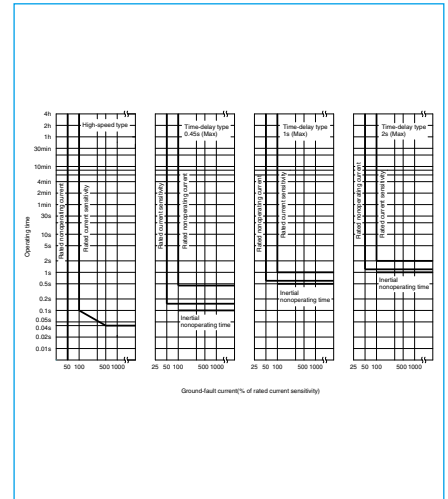 4h
2h
1h
30min
10min
4min
2min
1min
30s
10s
5s
2s
1s
0.5s
0.2s
0.1s
0.05s
0.04s
0.02s
0.01s
Operating time
High-speed type
Rated nonoperating current
Rated current sensitivity
50 100 500 1000
Time-delay type
0.45s (Max)
Rated current sensitivity
Rated nonoperating current
Inertial
nonoperating time
25 50 100 500 1000
Time-delay type
1s (Max)
Rated nonoperating current
Rated current sensitivity
Inertial
nonoperating time
25 50 100 500 1000
Time-delay type
2s (Max)
Rated nonoperating current
Rated current sensitivity
Inertial
nonoperating time
25 50 100 500 1000
Ground-fault current(% of rated current sensitivity)